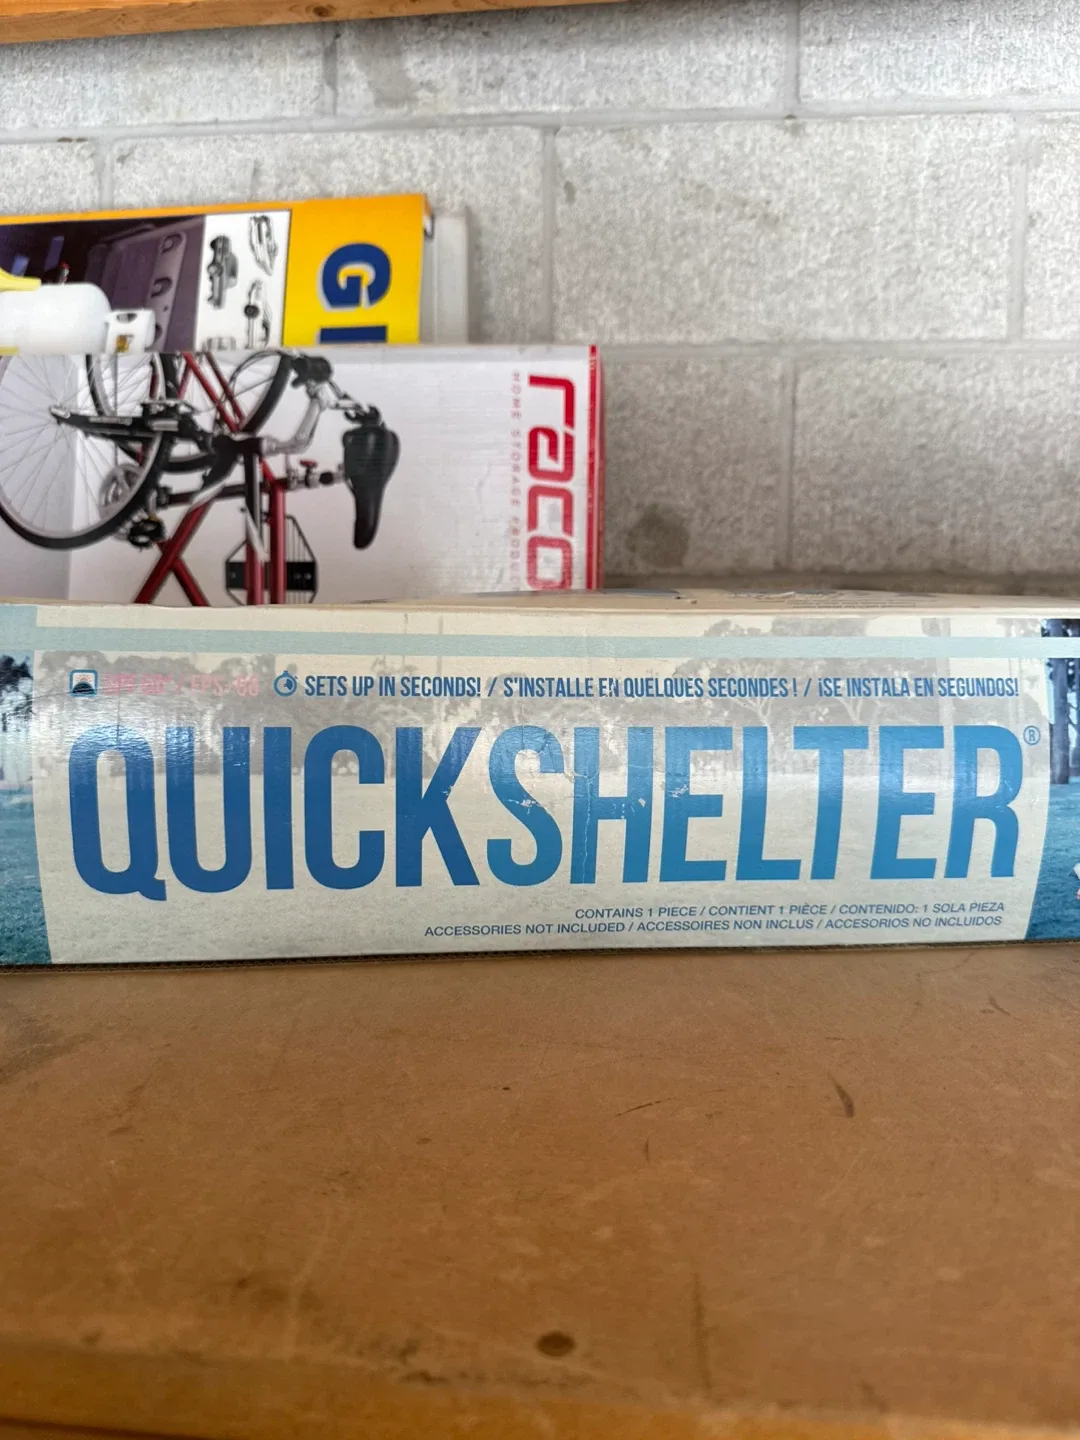 GI
raco
HOME STORAGE PRODUC
SETS UP IN SECONDS! / S'INSTALLE EN QUELQUES SECONDES ! / ¡SE INSTALA EN SEGUNDOS!
QUICKSHELTER®
CONTAINS 1 PIECE / CONTIENT 1 PIÈCE / CONTENIDO: 1 SOLA PIEZA
ACCESSORIES NOT INCLUDED / ACCESSOIRES NON INCLUS / ACCESORIOS NO INCLUIDOS